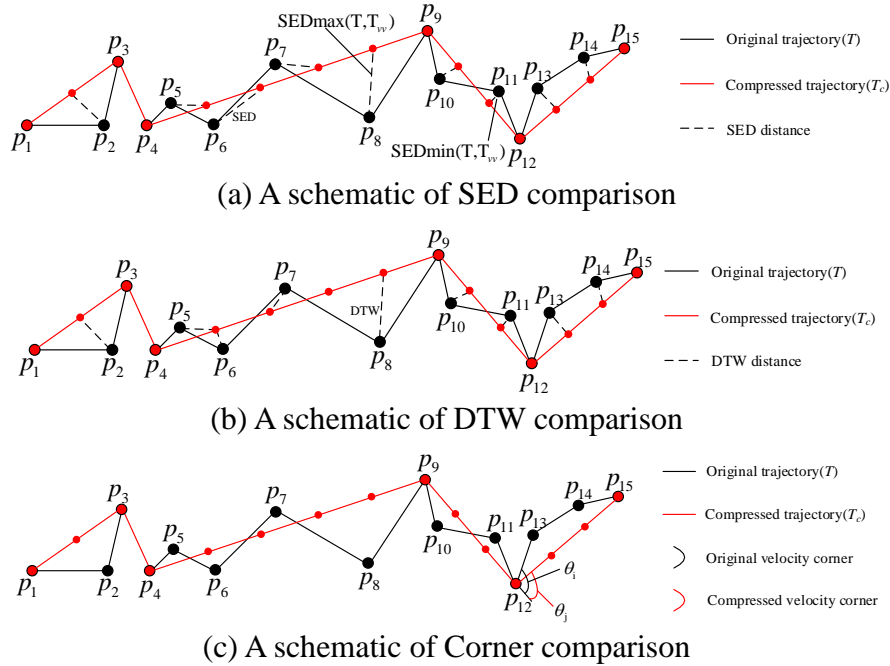 SEDmax(T,Tvv)
p9
p15
p3
p7
p14
p13
p11
p10
p5
SED
p1
p2
p4
p6
p8
SEDmin(T,Tvv)
p12
Original trajectory(T)
Compressed trajectory(Tc)
SED distance
(a) A schematic of SED comparison
p9
p15
p3
p7
p14
p13
p11
p10
p5
DTW
p1
p2
p4
p6
p8
p12
Original trajectory(T)
Compressed trajectory(Tc)
DTW distance
(b) A schematic of DTW comparison
p9
p15
p3
p7
p14
p13
p11
p10
p5
p1
p2
p4
p6
p8
p12
θi
θj
Original trajectory(T)
Compressed trajectory(Tc)
Original velocity corner
Compressed velocity corner
(c) A schematic of Corner comparison